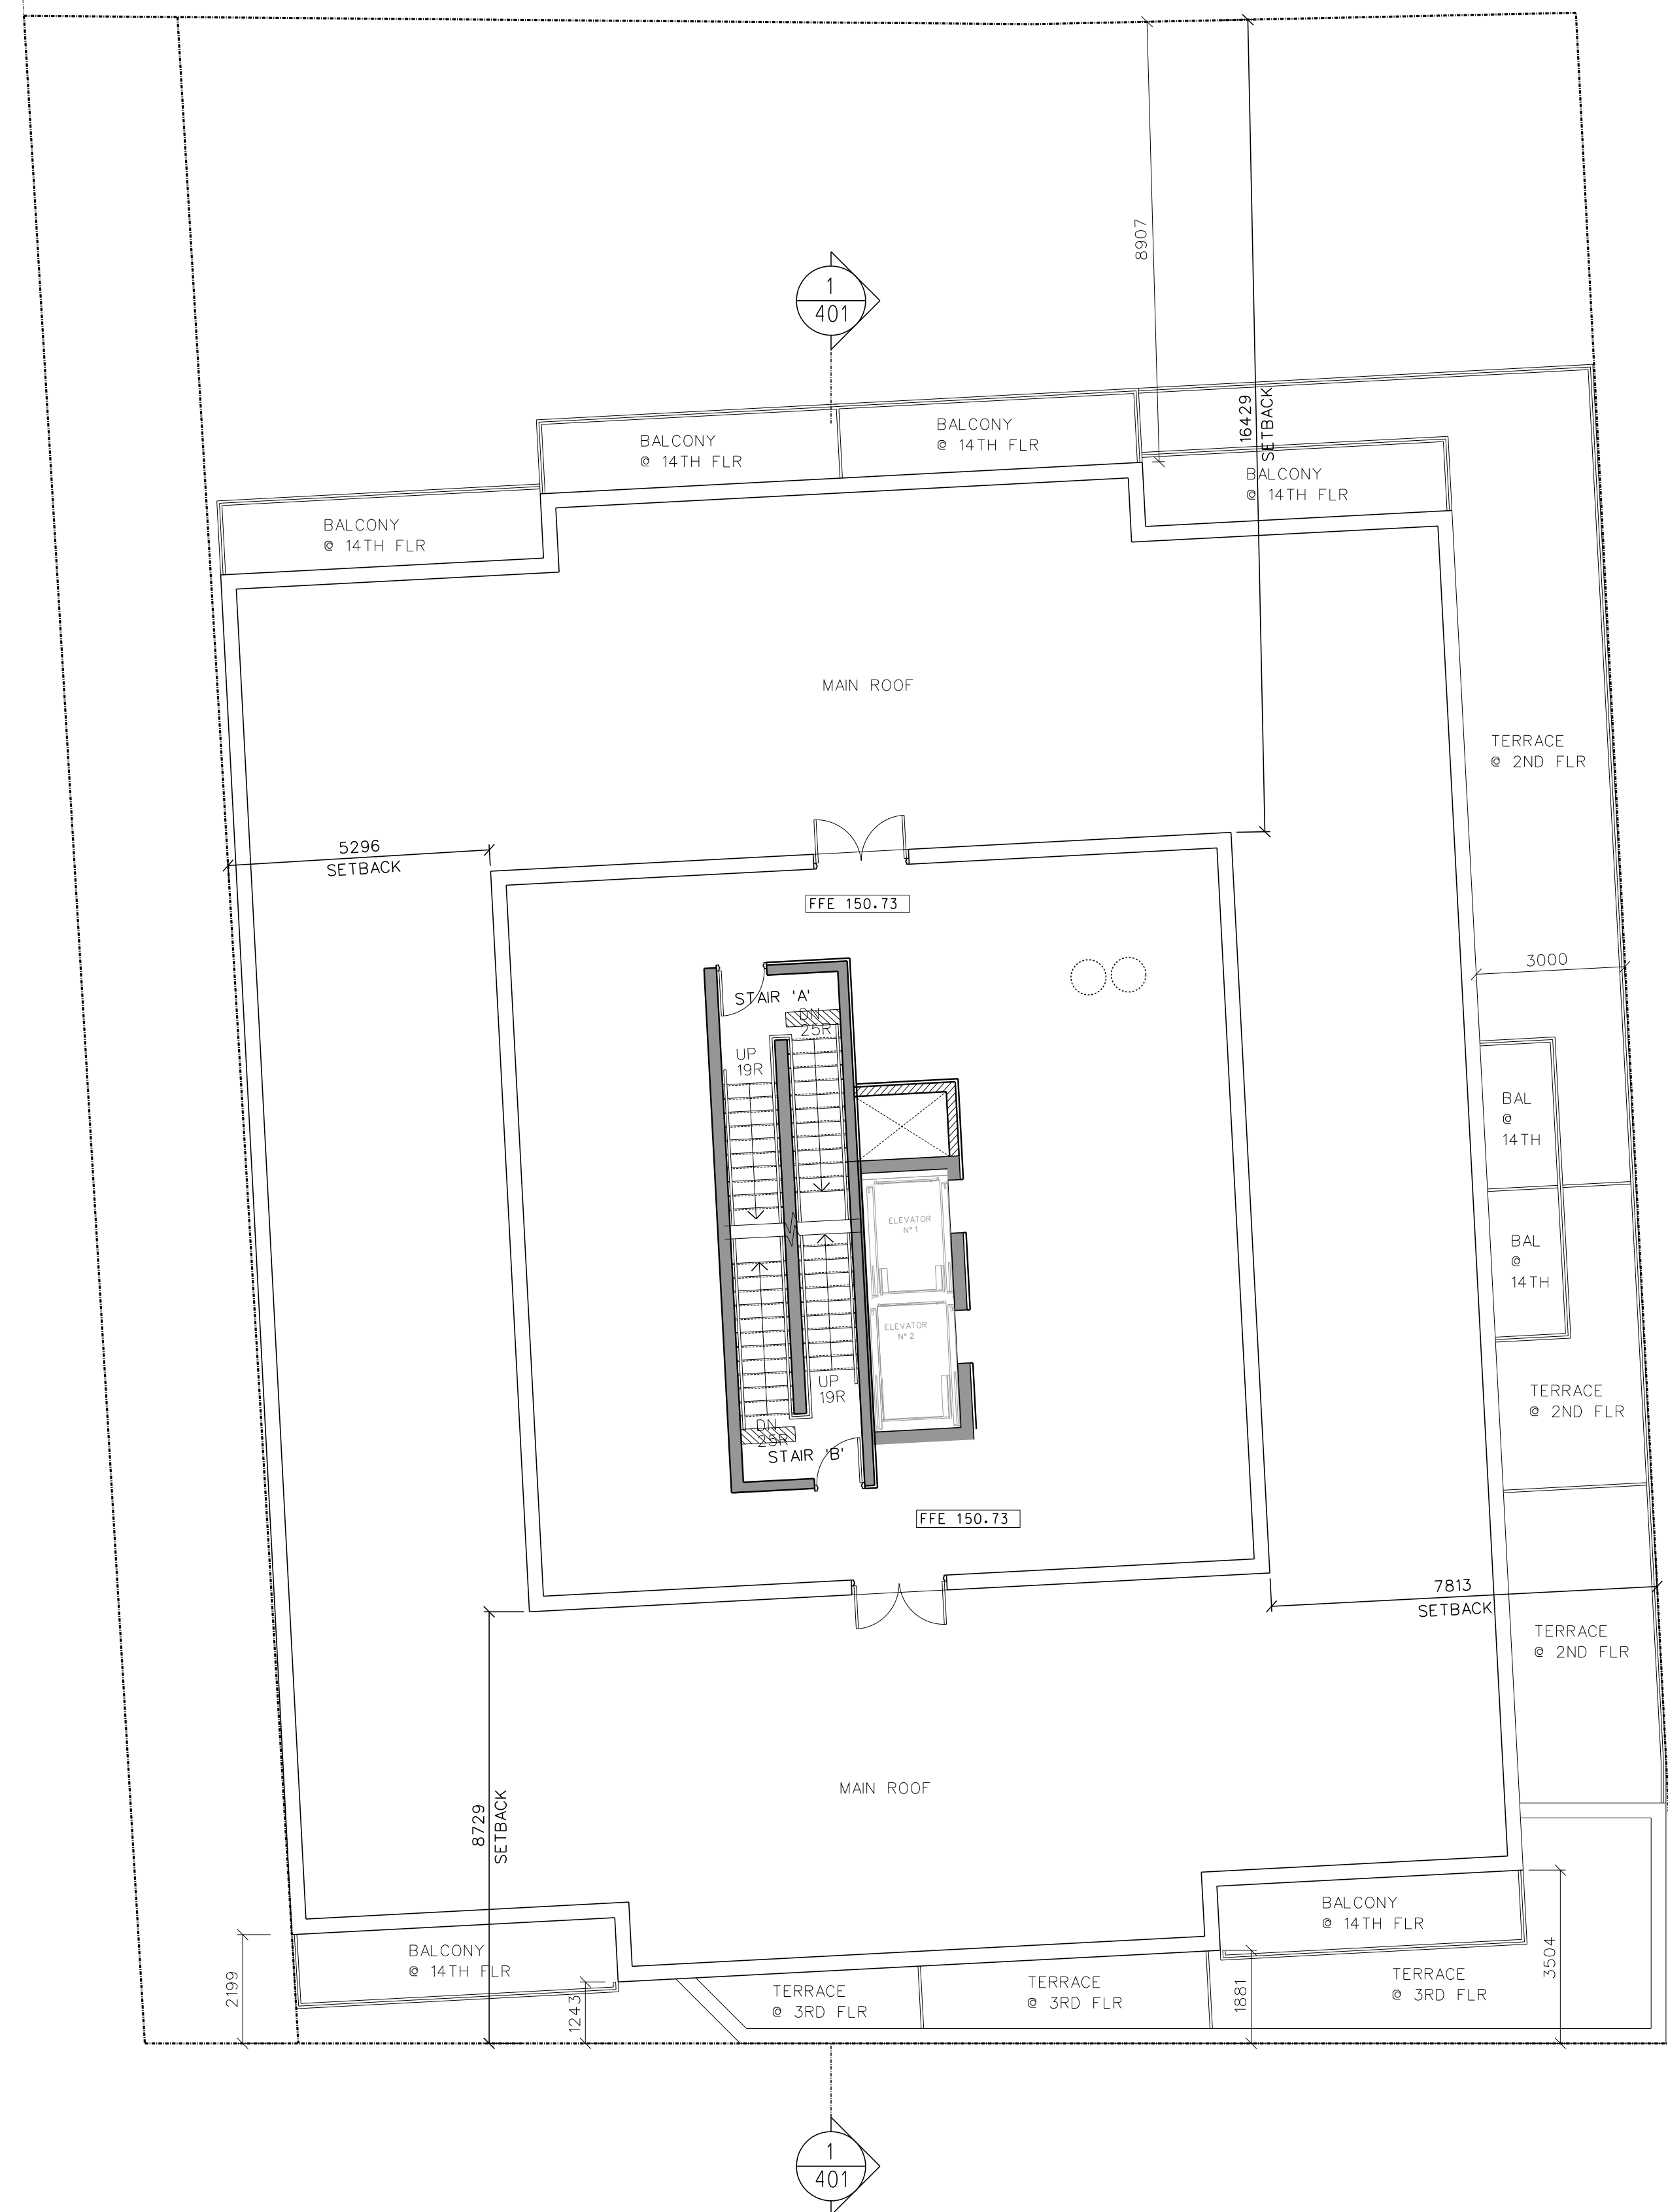 8907
16429
SETBACK
1
401
BALCONY
@ 14TH FLR
BALCONY
@ 14TH FLR
BALCONY
@ 14TH FLR
BALCONY
@ 14TH FLR
MAIN ROOF
TERRACE
@ 2ND FLR
5296
SETBACK
FFE 150.73
3000
STAIR 'A'
DN
25R
UP
19R
BAL
@
14TH
ELEVATOR
N° 1
BAL
@
14TH
ELEVATOR
N° 2
UP
19R
TERRACE
@ 2ND FLR
DN
25R
STAIR 'B'
FFE 150.73
7813
SETBACK
TERRACE
@ 2ND FLR
MAIN ROOF
8729
SETBACK
BALCONY
@ 14TH FLR
BALCONY
@ 14TH FLR
2199
1243
TERRACE
@ 3RD FLR
TERRACE
@ 3RD FLR
1881
TERRACE
@ 3RD FLR
3504
1
401